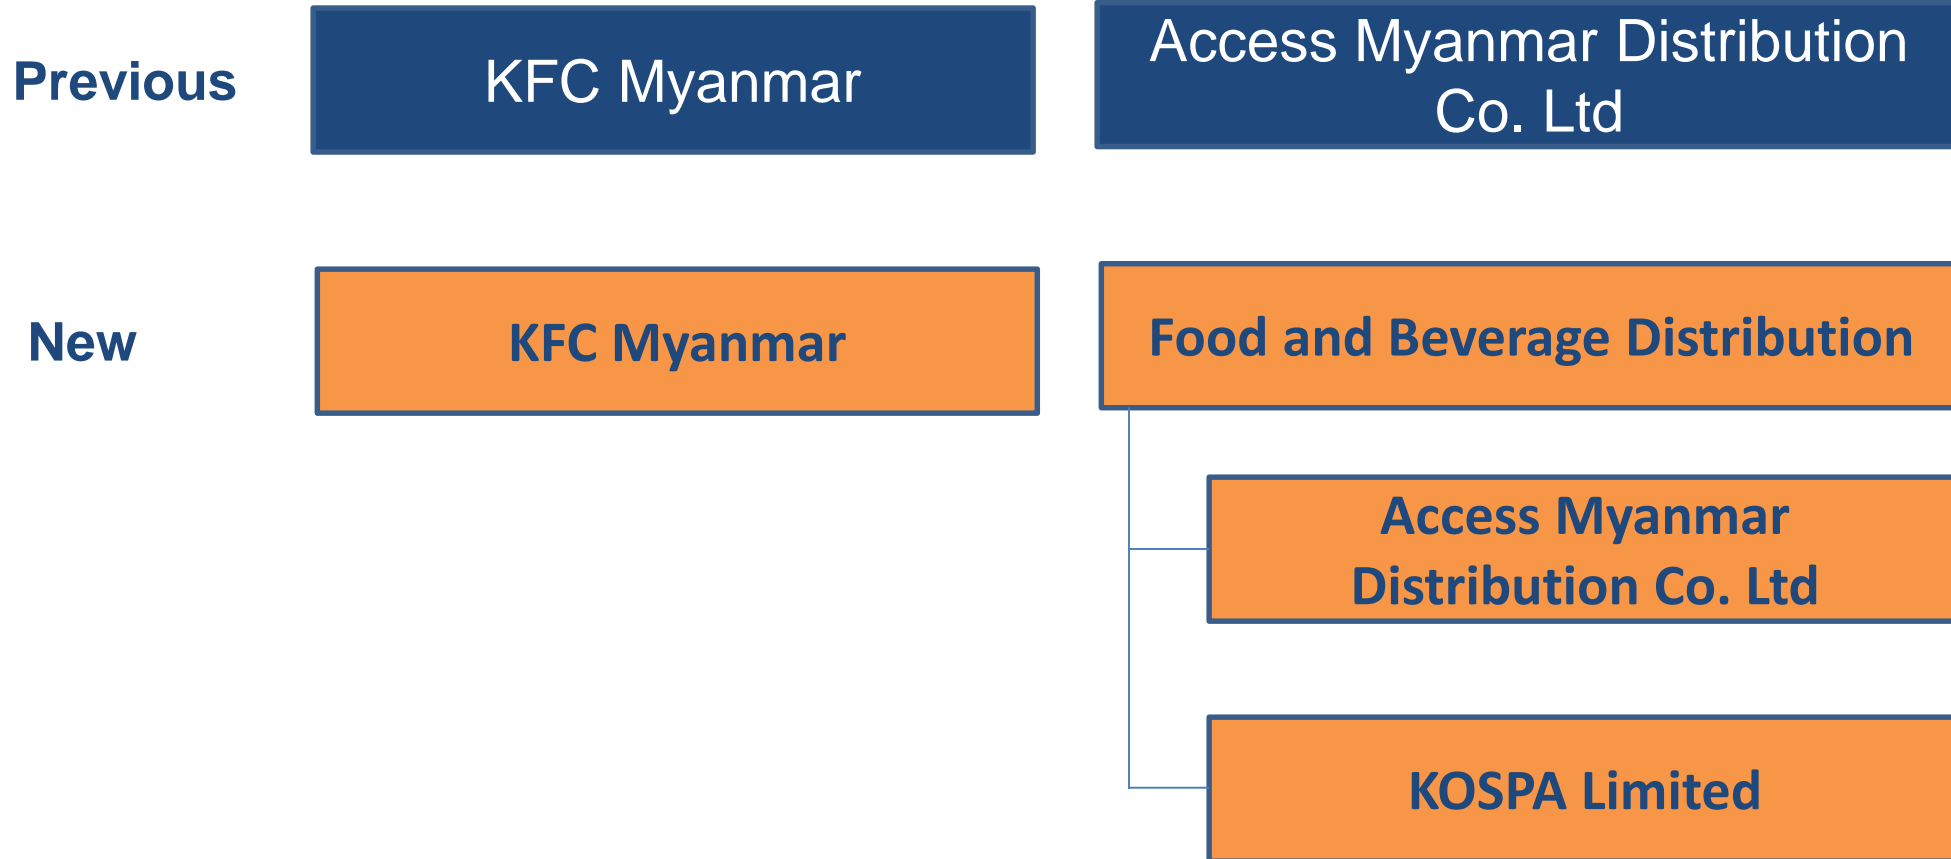 Previous
KFC Myanmar
Access Myanmar Distribution
Co. Ltd
New
KFC Myanmar
Food and Beverage Distribution
Access Myanmar
Distribution Co. Ltd
KOSPA Limited